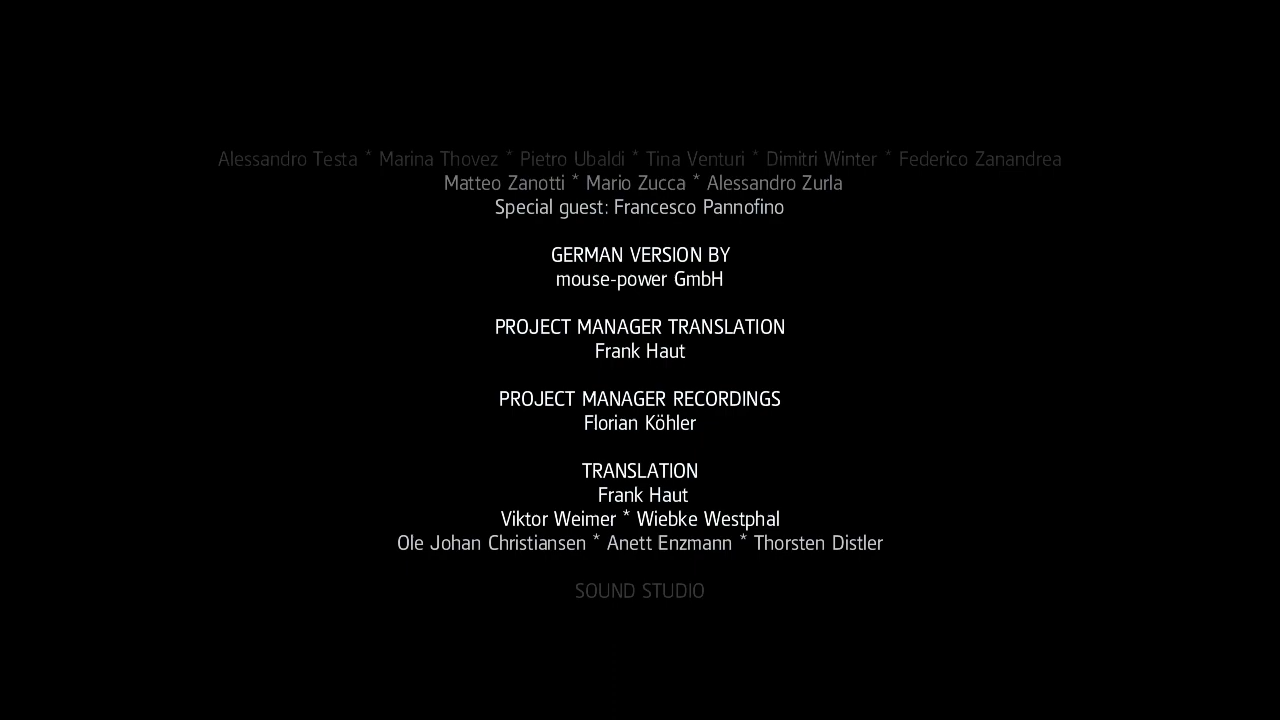 Alessandro Testa * Marina Thovez * Pietro Ubaldi * Tina Venturi * Dimitri Winter * Federico Zanandrea
Matteo Zanotti * Mario Zucca * Alessandro Zurla
Special guest: Francesco Pannofino
GERMAN VERSION BY
mouse-power GmbH
PROJECT MANAGER TRANSLATION
Frank Haut
PROJECT MANAGER RECORDINGS
Florian Köhler
TRANSLATION
Frank Haut
Viktor Weimer * Wiebke Westphal
Ole Johan Christiansen * Anett Enzmann * Thorsten Distler
SOUND STUDIO